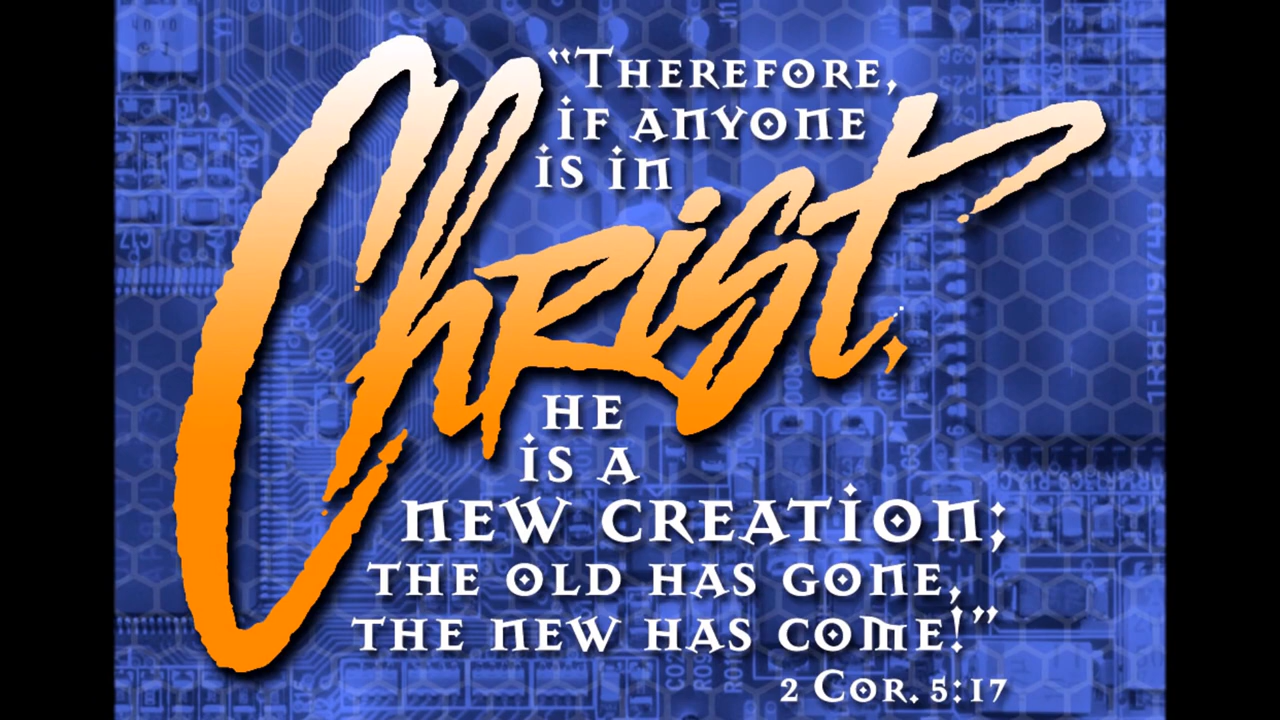 "Therefore,
if anyone
is in
Christ,
he
is a
new creation;
the old has gone,
the new has come!"
2 Cor. 5:17